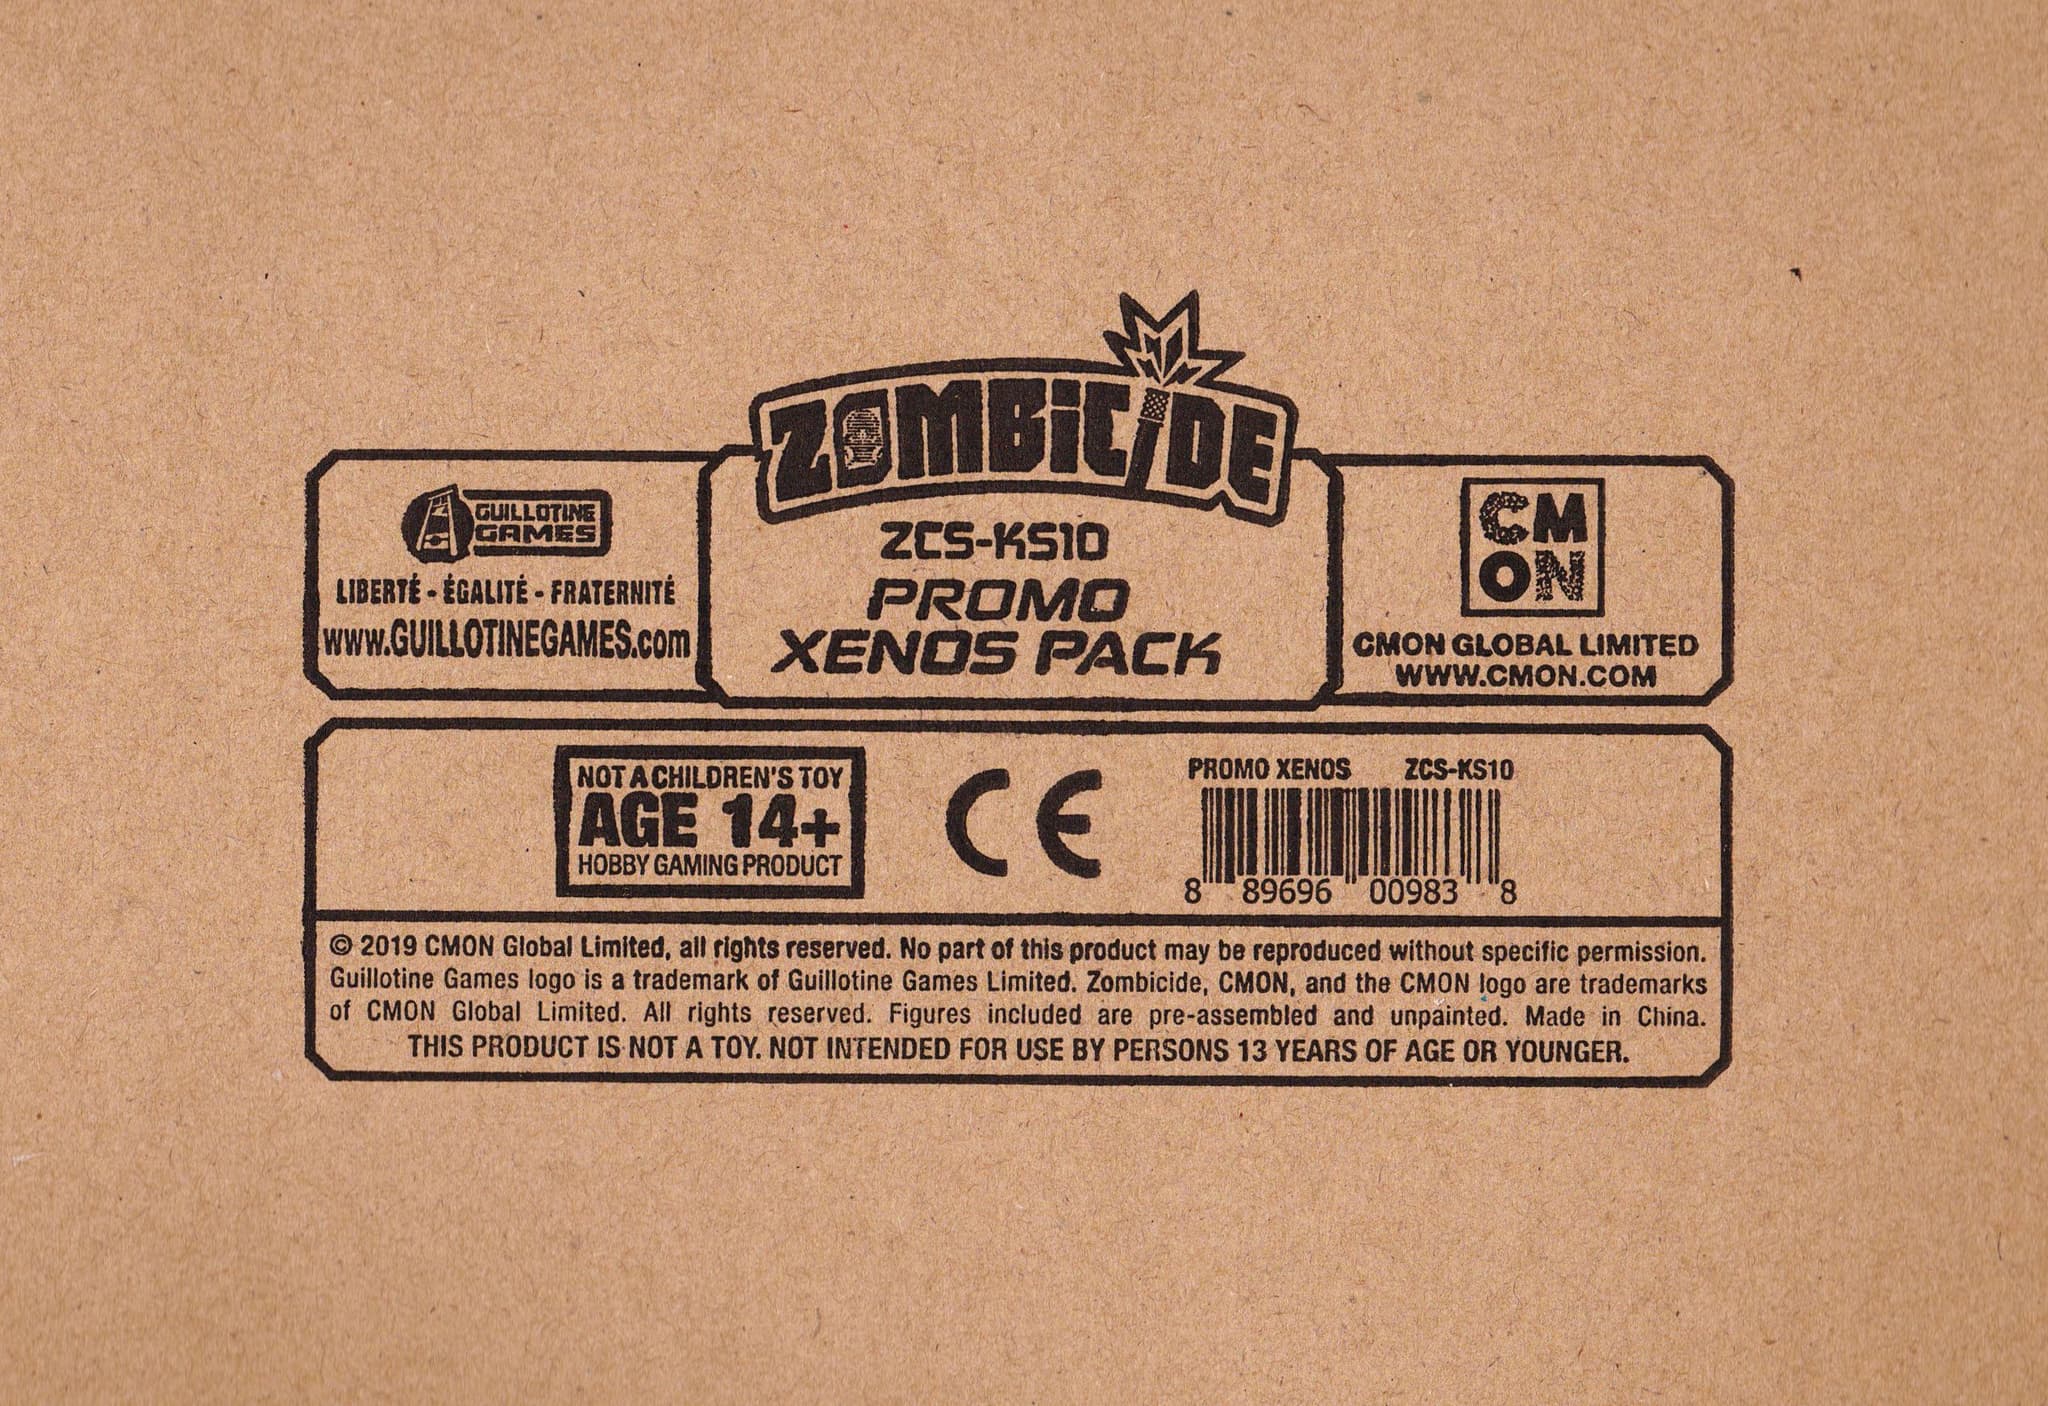 ZOMBICIDE
GUILLOTINE
GAMES
LIBERTÉ - ÉGALITÉ - FRATERNITÉ
www.GUILLOTINEGAMES.com
ZCS-KS10
PROMO
XENOS PACK
CM
ON
CMON GLOBAL LIMITED
WWW.CMON.COM
NOT A CHILDREN'S TOY
AGE 14+
HOBBY GAMING PRODUCT
CE
PROMO XENOS ZCS-KS10
8 89696 00983 8
© 2019 CMON Global Limited, all rights reserved. No part of this product may be reproduced without specific permission.
Guillotine Games logo is a trademark of Guillotine Games Limited. Zombicide, CMON, and the CMON logo are trademarks
of CMON Global Limited. All rights reserved. Figures included are pre-assembled and unpainted. Made in China.
THIS PRODUCT IS NOT A TOY. NOT INTENDED FOR USE BY PERSONS 13 YEARS OF AGE OR YOUNGER.